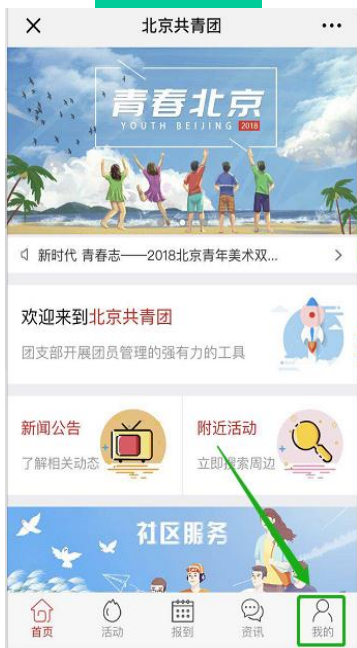 北京共青团
青春北京
YOUTH BEIJING 2018
新时代 青春志——2018北京青年美术双...
欢迎来到北京共青团
团支部开展团员管理的强有力的工具
新闻公告
了解相关动态
附近活动
立即搜索周边
社区服务
首页
活动
报到
资讯
我的